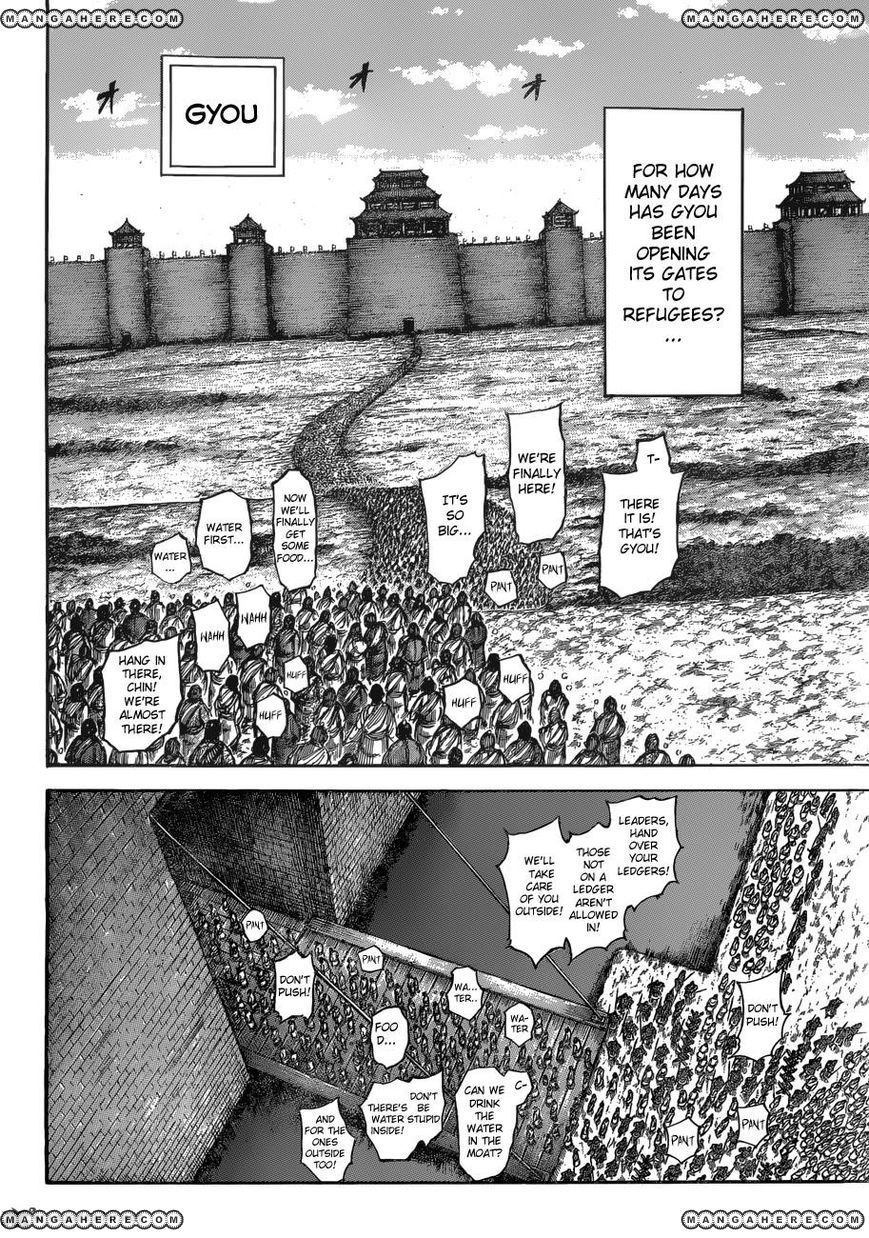 MANGAHERE.COM
MANGAHERE.COM
GYOU
FOR HOW
MANY DAYS
HAS GYOU
BEEN
OPENING
ITS GATES
TO
REFUGEES?
...
T-
THERE
IT IS!
THAT'S
GYOU!
WE'RE
FINALLY
HERE!
PANT
PANT
IT'S
SO
BIG...
NOW
WE'LL
FINALLY
GET
SOME
FOOD...
WATER
FIRST...
WATER
...
WAHH
WAHH
HUFF
HUFF
HUFF
HUFF
HANG IN
THERE,
CHIN!
WE'RE
ALMOST
THERE!
LEADERS,
HAND
OVER
YOUR
LEDGERS!
THOSE
NOT
ON A
LEDGER
AREN'T
ALLOWED
IN!
WE'LL
TAKE
CARE
OF YOU
OUTSIDE!
DON'T
PUSH!
PANT
PANT
WA-
TER
WA...
TER..
PANT
PANT
DON'T
PUSH!
FOO
D...
C-
CAN WE
DRINK
THE
WATER
IN THE
MOAT?
DON'T
BE
STUPID
THERE'S
WATER
INSIDE!
AND
FOR THE
ONES
OUTSIDE
TOO!
MANGAHERE.COM
MANGAHERE.COM